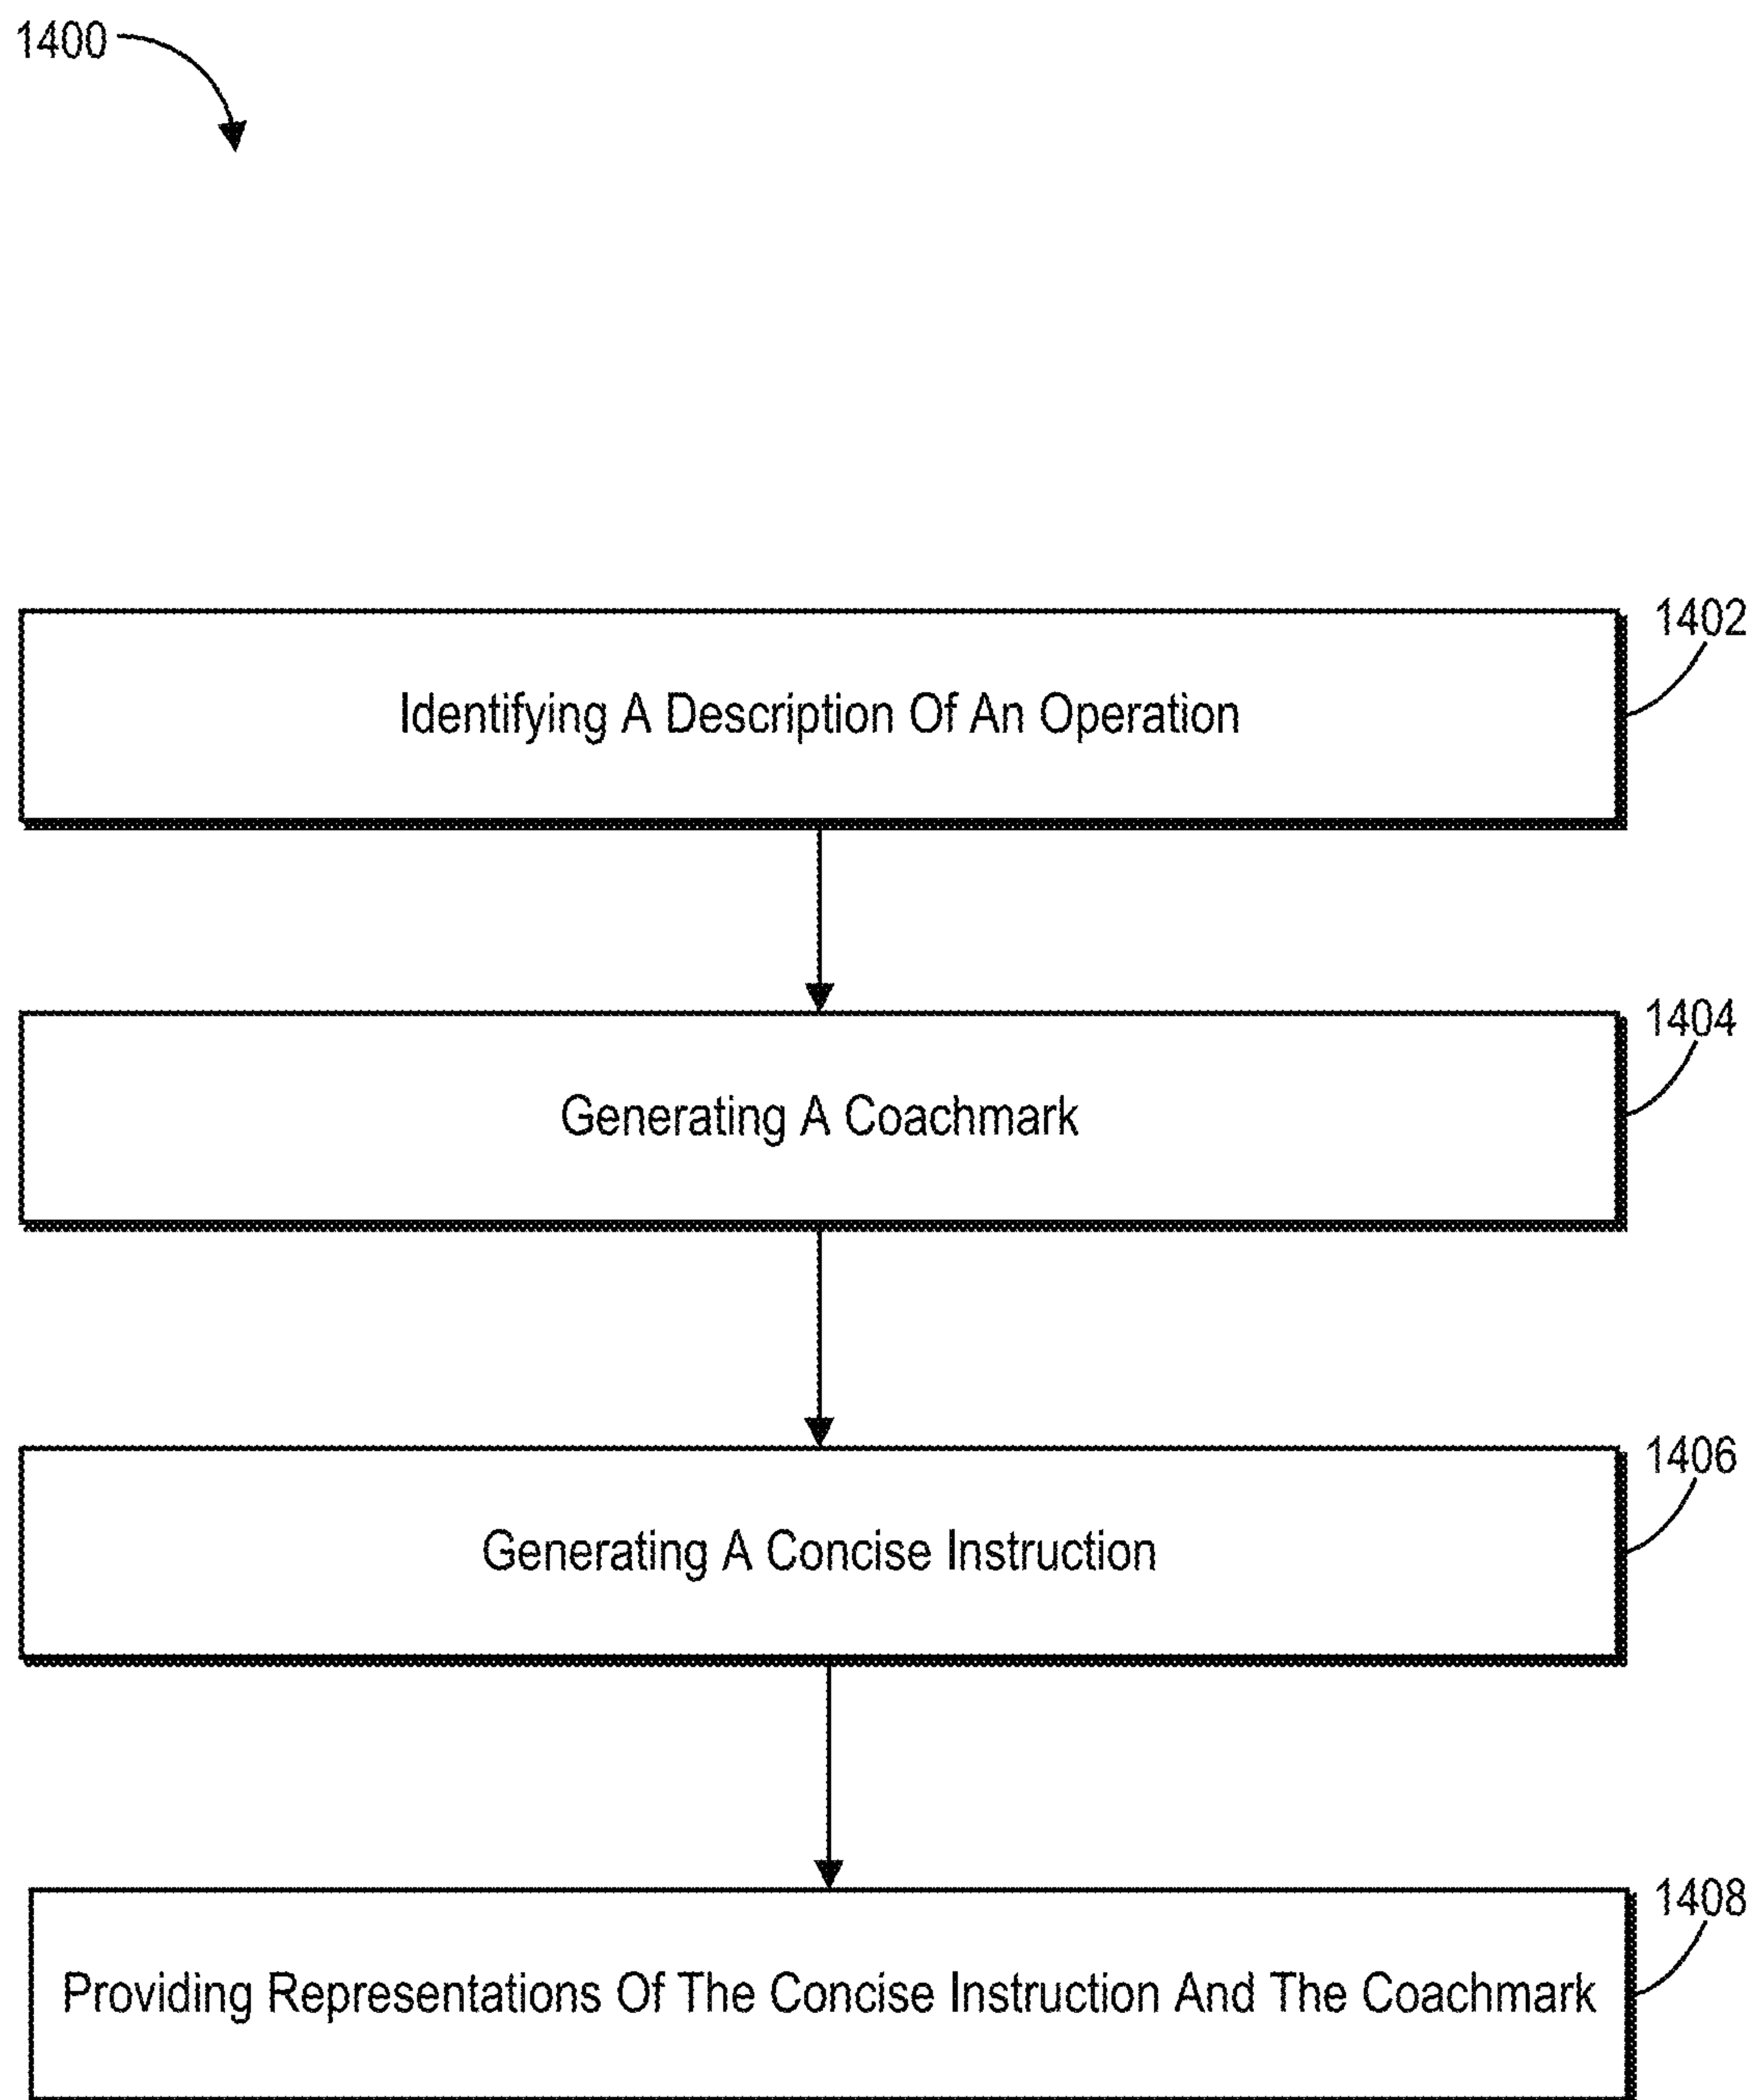 1400
1402
Identifying A Description Of An Operation
1404
Generating A Coachmark
1406
Generating A Concise Instruction
1408
Providing Representations Of The Concise Instruction And The Coachmark